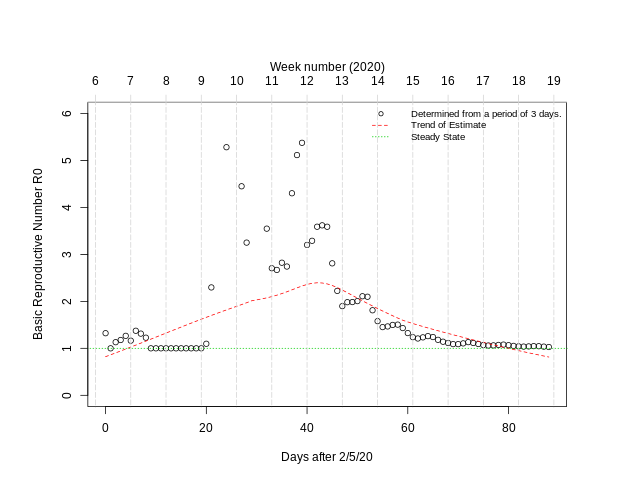 Week number (2020)
6 7 8 9 10 11 12 13 14 15 16 17 18 19
Determined from a period of 3 days.
Trend of Estimate
Steady State
Basic Reproductive Number R0
6
5
4
3
2
1
0
0 20 40 60 80
Days after 2/5/20